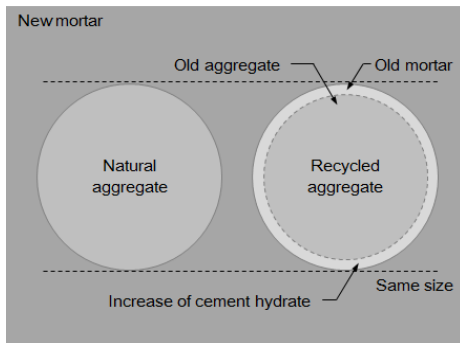 New mortar
Old aggregate
Old mortar
Natural
aggregate
Recycled
aggregate
Same size
Increase of cement hydrate